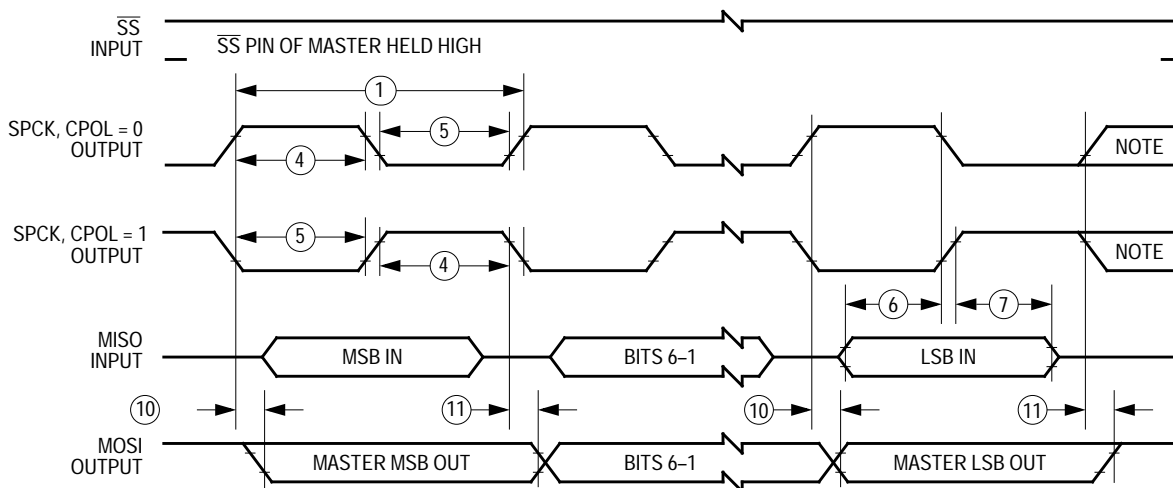 SS
INPUT
SS PIN OF MASTER HELD HIGH
1
SPCK, CPOL = 0
OUTPUT
5
4
NOTE
SPCK, CPOL = 1
OUTPUT
5
4
NOTE
6
7
MISO
INPUT
MSB IN
BITS 6–1
LSB IN
10
11
10
11
MOSI
OUTPUT
MASTER MSB OUT
BITS 6–1
MASTER LSB OUT